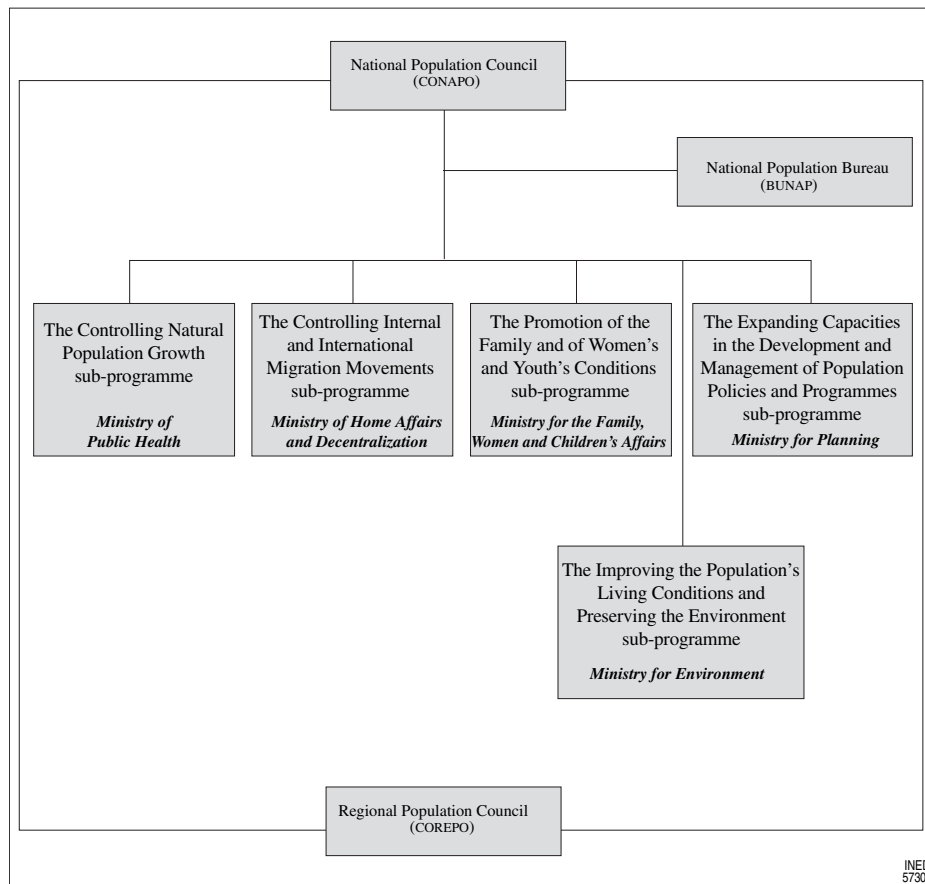 National Population Council
(CONAPO)
National Population Bureau
(BUNAP)
The Controlling Natural
Population Growth
sub-programme
Ministry of
Public Health
The Controlling Internal
and International
Migration Movements
sub-programme
Ministry of Home Affairs
and Decentralization
The Promotion of the
Family and of Women’s
and Youth’s Conditions
sub-programme
Ministry for the Family,
Women and Children’s Affairs
The Expanding Capacities
in the Development and
Management of Population
Policies and Programmes
sub-programme
Ministry for Planning
The Improving the Population’s
Living Conditions and
Preserving the Environment
sub-programme
Ministry for Environment
Regional Population Council
(COREPO)
INED
5730